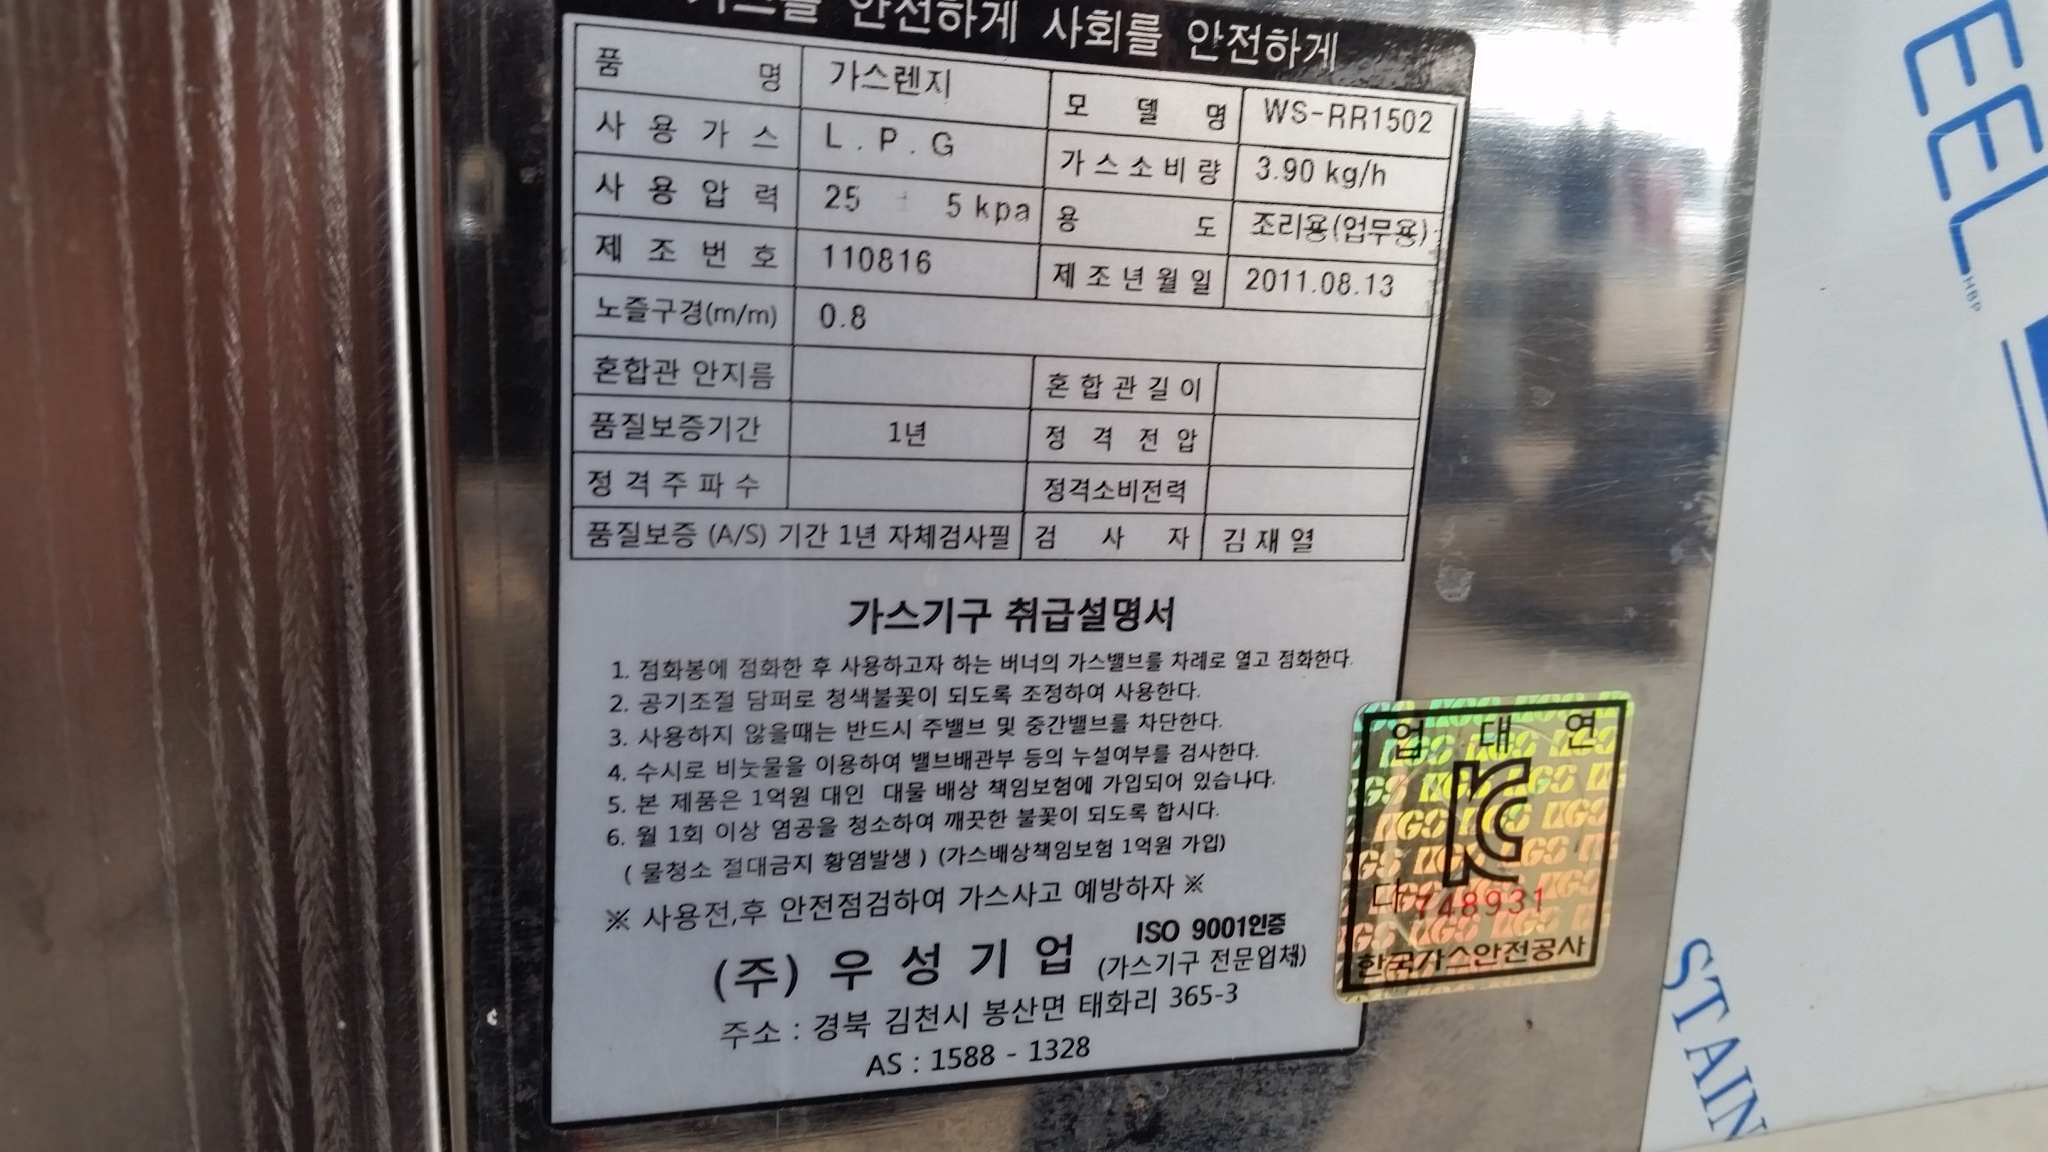 가스를 안전하게 사회를 안전하게
품 명 가스렌지 모 델 명 WS-RR1502
사 용 가 스 L . P . G 가스소비량 3.90 kg/h
사 용 압 력 25 ± 5 kpa 용 도 조리용(업무용)
제 조 번 호 110816 제조년월일 2011.08.13
노즐구경(m/m) 0.8
혼합관 안지름 혼합관길이
품질보증기간 1년 정 격 전 압
정격주파수 정격소비전력
품질보증 (A/S) 기간 1년 자체검사필 검 사 자 김재열
가스기구 취급설명서
1. 점화봉에 점화한 후 사용하고자 하는 버너의 가스밸브를 차례로 열고 점화한다.
2. 공기조절 담퍼로 청색불꽃이 되도록 조정하여 사용한다.
3. 사용하지 않을때는 반드시 주밸브 및 중간밸브를 차단한다.
4. 수시로 비눗물을 이용하여 밸브배관부 등의 누설여부를 검사한다.
5. 본 제품은 1억원 대인 대물 배상 책임보험에 가입되어 있습니다.
6. 월 1회 이상 염공을 청소하여 깨끗한 불꽃이 되도록 합시다.
( 물청소 절대금지 황염발생 ) (가스배상책임보험 1억원 가입)
※ 사용전,후 안전점검하여 가스사고 예방하자 ※
(주) 우성기업 ISO 9001인증
(가스기구 전문업체)
주소 : 경북 김천시 봉산면 태화리 365-3
AS : 1588 - 1328
업 대 연
KC
다 748931
한국가스안전공사
EEL
HBP
STAIN